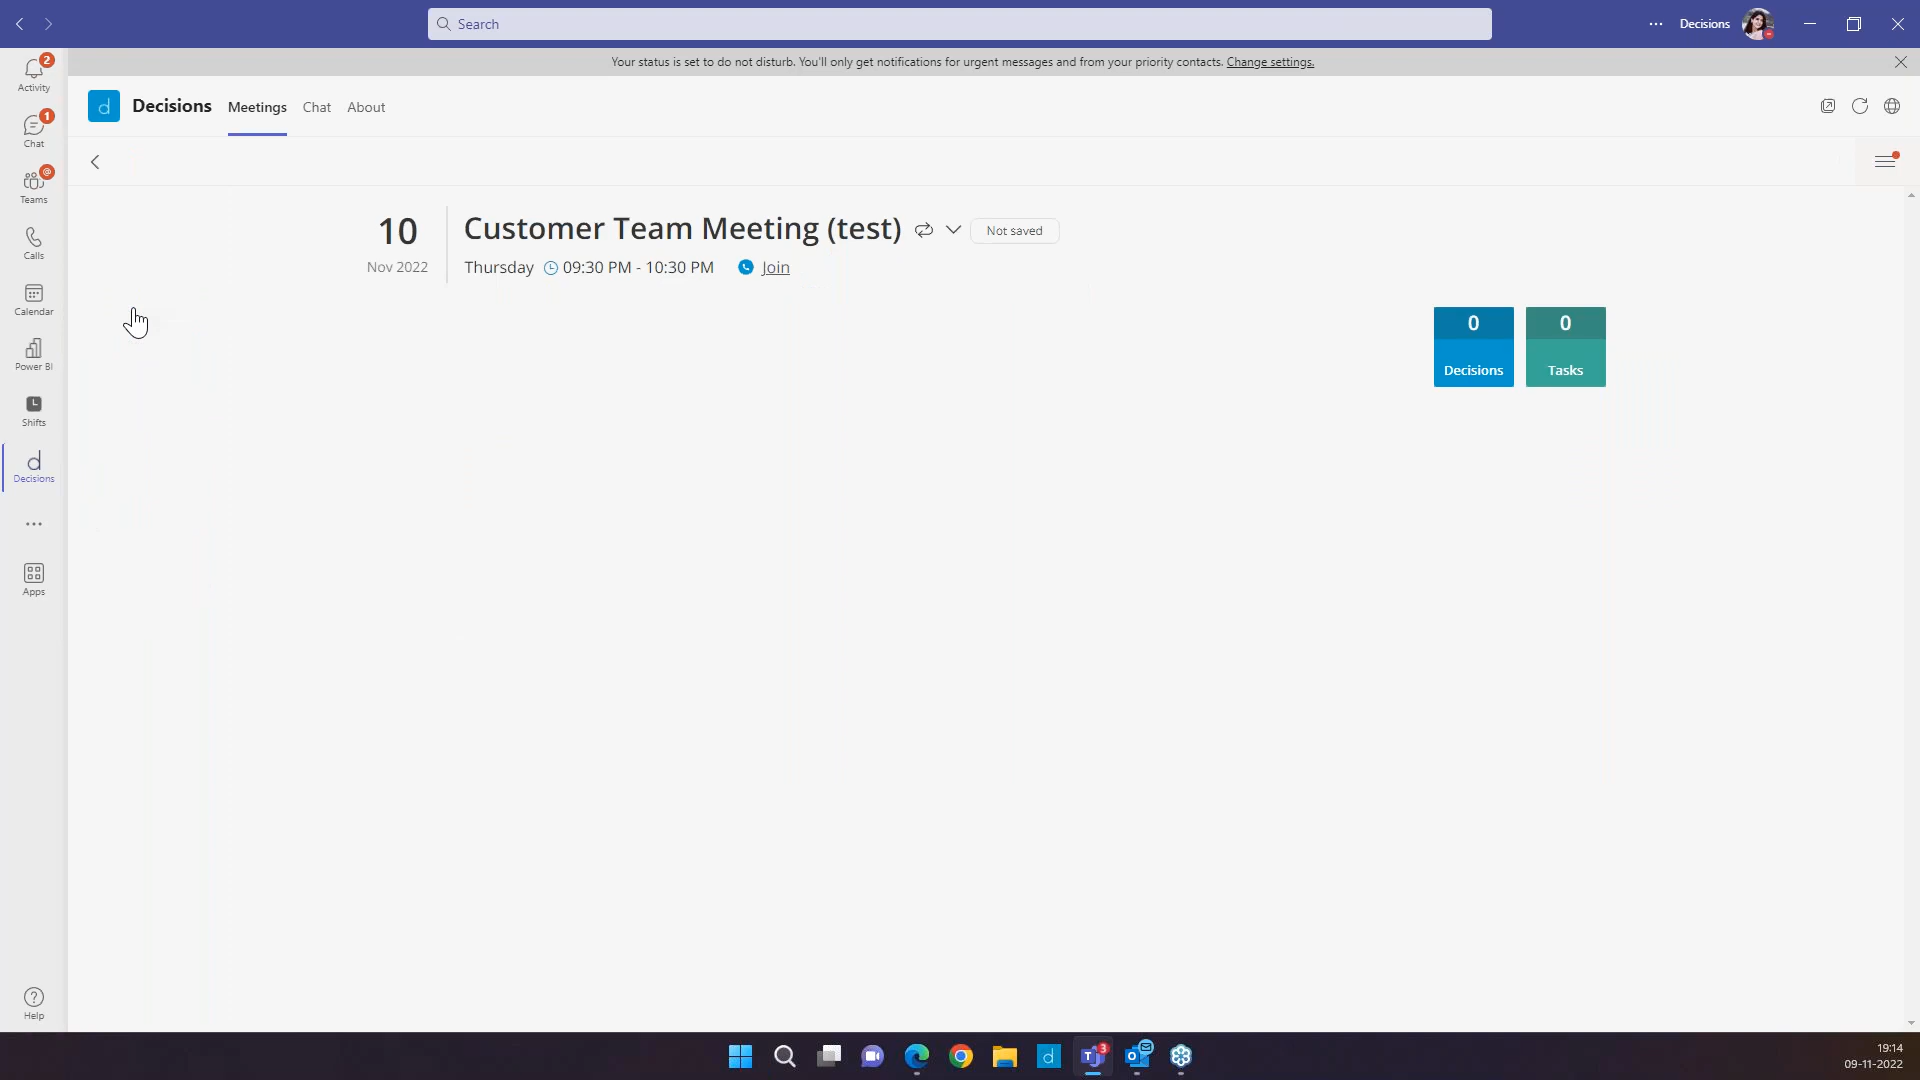 Search
Decisions
Your status is set to do not disturb. You'll only get notifications for urgent messages and from your priority contacts. Change settings.
2
Activity
1
Chat
@
Teams
Calls
Calendar
Power BI
Shifts
d
Decisions
Apps
Help
d
Decisions Meetings Chat About
10
Nov 2022
Customer Team Meeting (test)
Not saved
Thursday 09:30 PM - 10:30 PM Join
0
Decisions
0
Tasks
d
T
3
o
19:14
09-11-2022